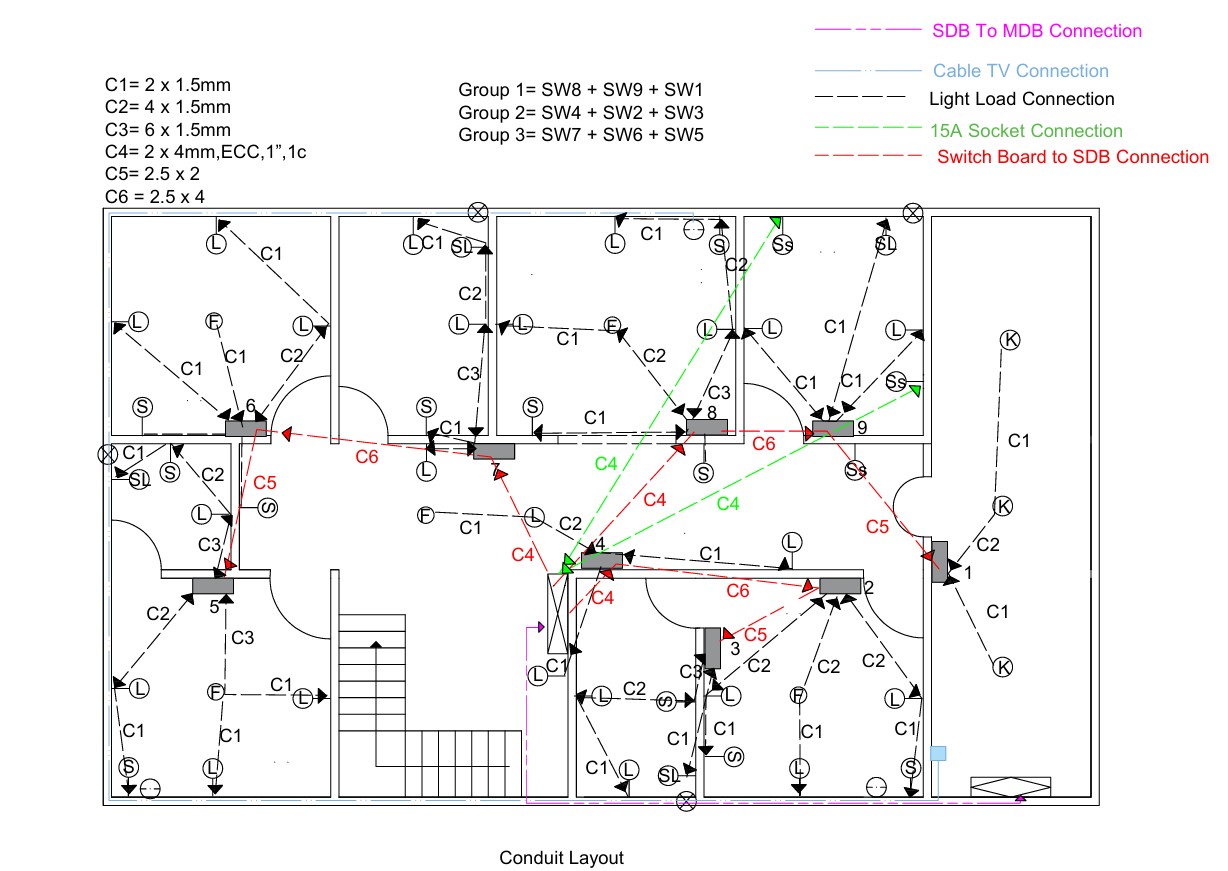 SDB To MDB Connection
Cable TV Connection
Light Load Connection
15A Socket Connection
Switch Board to SDB Connection
C1= 2 x 1.5mm
C2= 4 x 1.5mm
C3= 6 x 1.5mm
C4= 2 x 4mm,ECC,1”,1c
C5= 2.5 x 2
C6 = 2.5 x 4
Group 1= SW8 + SW9 + SW1
Group 2= SW4 + SW2 + SW3
Group 3= SW7 + SW6 + SW5
L L C1 SL L C1 S Ss SL
C1 C2
C2
L F L L L F L L L K
C1 C1 C2 C1 C2 C1 C1
C3 C3 Ss
S 6 S S C1 8 9
C1 C6 C1 7 C6 K
C1 L S Ss C1
SL S C2 C5 C4
S C4 C4
L F C1 L C2 C5 K
C3 4 C1 L C2
C4 1
5 C4 C6 2
C2 C3 C5 C1
3
C1 C3 C2 C2 C2 K
L L
L F C1 L L C2 S L F L
C1 C1 C1 C1 C1 C1
S
S L C1 L SL L S
Conduit Layout